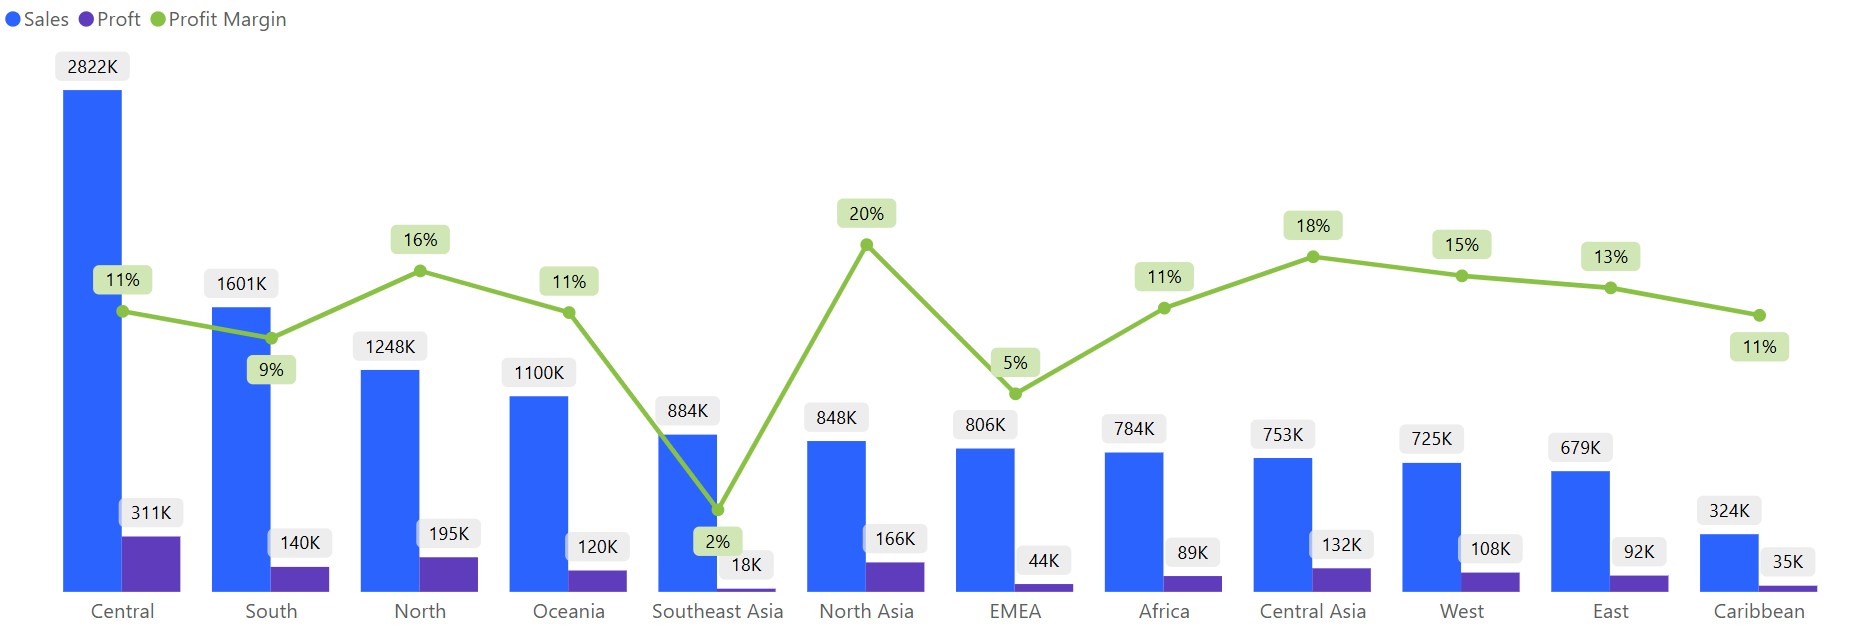 Sales Proft Profit Margin
2822K
20%
18%
16%
15%
13%
11%
1601K
11%
11%
1248K
11%
5%
9%
1100K
884K
848K
806K
784K
753K
725K
679K
324K
311K
140K
195K
120K
2%
18K
166K
44K
89K
132K
108K
92K
35K
Central South North Oceania Southeast Asia North Asia EMEA Africa Central Asia West East Caribbean